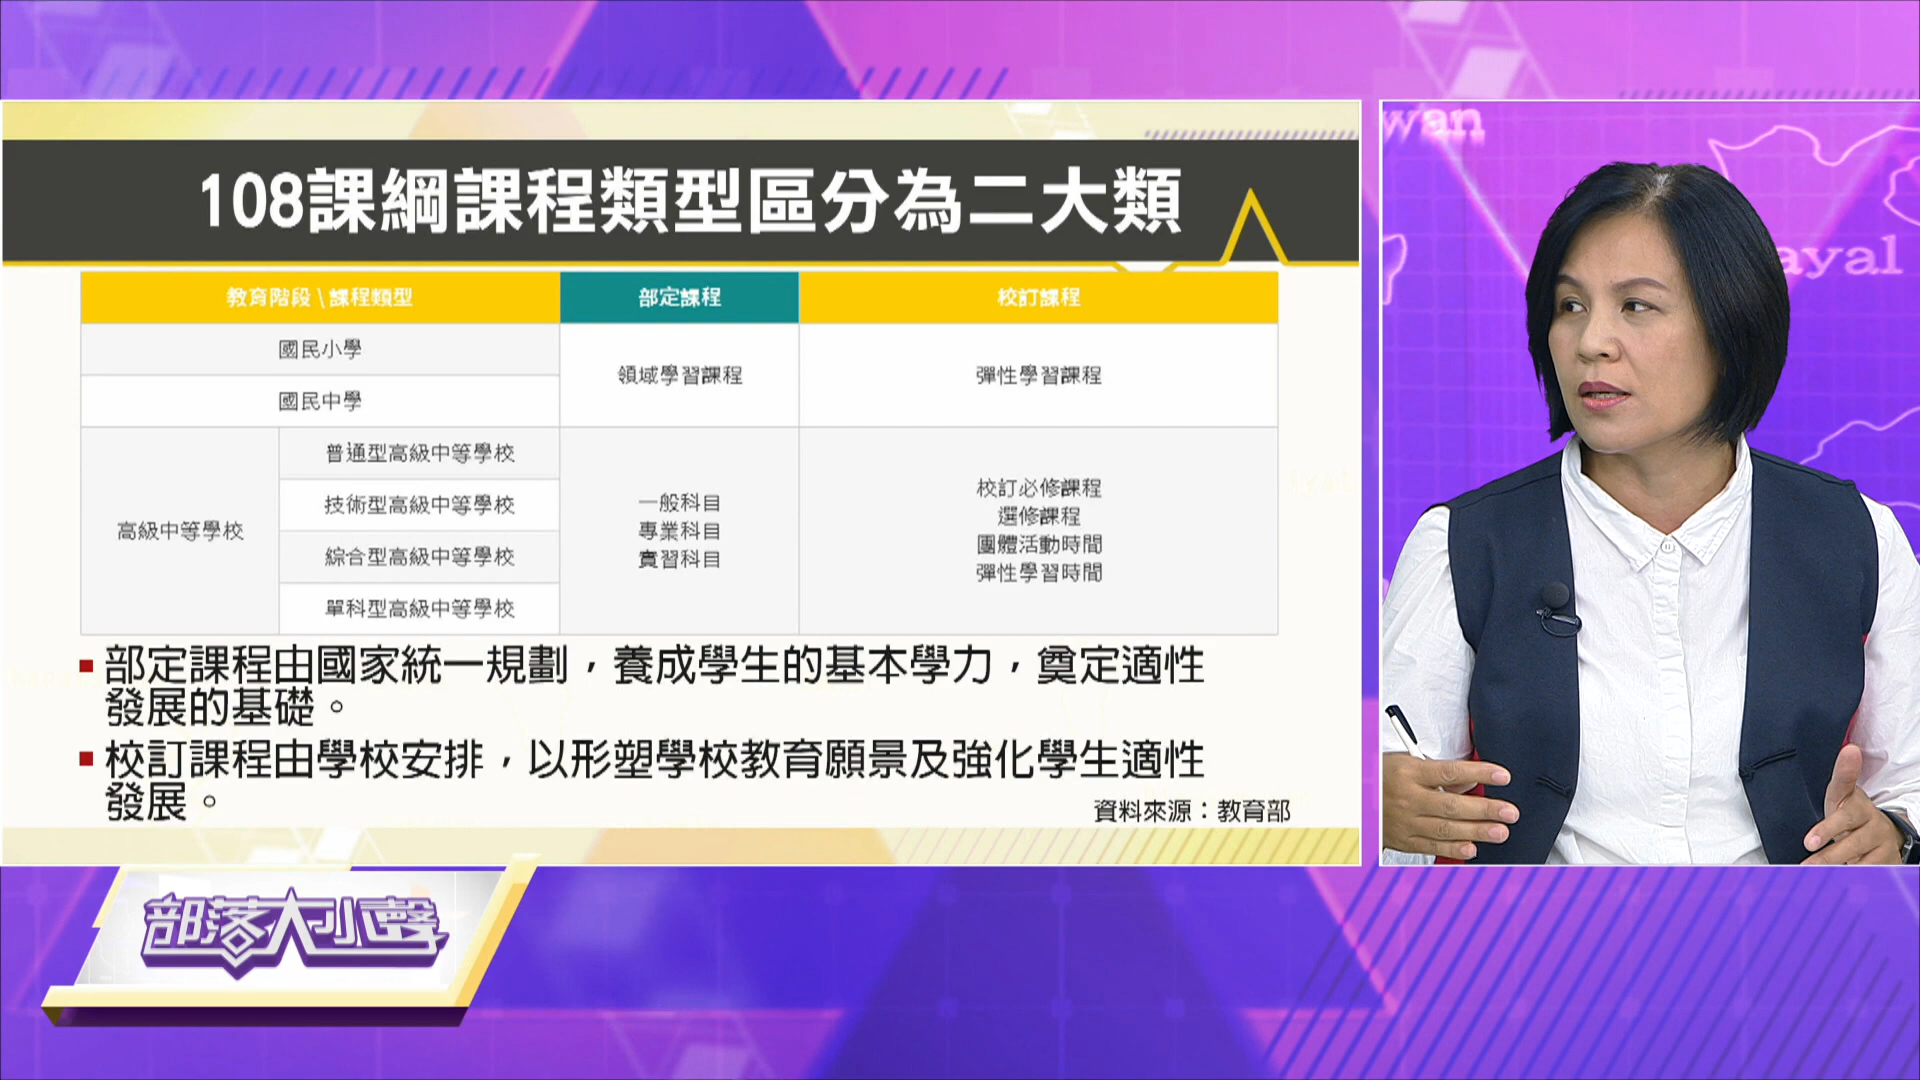 wan
ayal
108課綱課程類型區分為二大類
教育階段\課程類型
部定課程
校訂課程
國民小學
國民中學
領域學習課程
彈性學習課程
高級中等學校
普通型高級中等學校
技術型高級中等學校
綜合型高級中等學校
單科型高級中等學校
一般科目
專業科目
實習科目
校訂必修課程
選修課程
團體活動時間
彈性學習時間
部定課程由國家統一規劃，養成學生的基本學力，奠定適性
發展的基礎。
校訂課程由學校安排，以形塑學校教育願景及強化學生適性
發展。
資料來源：教育部
部落大小聲